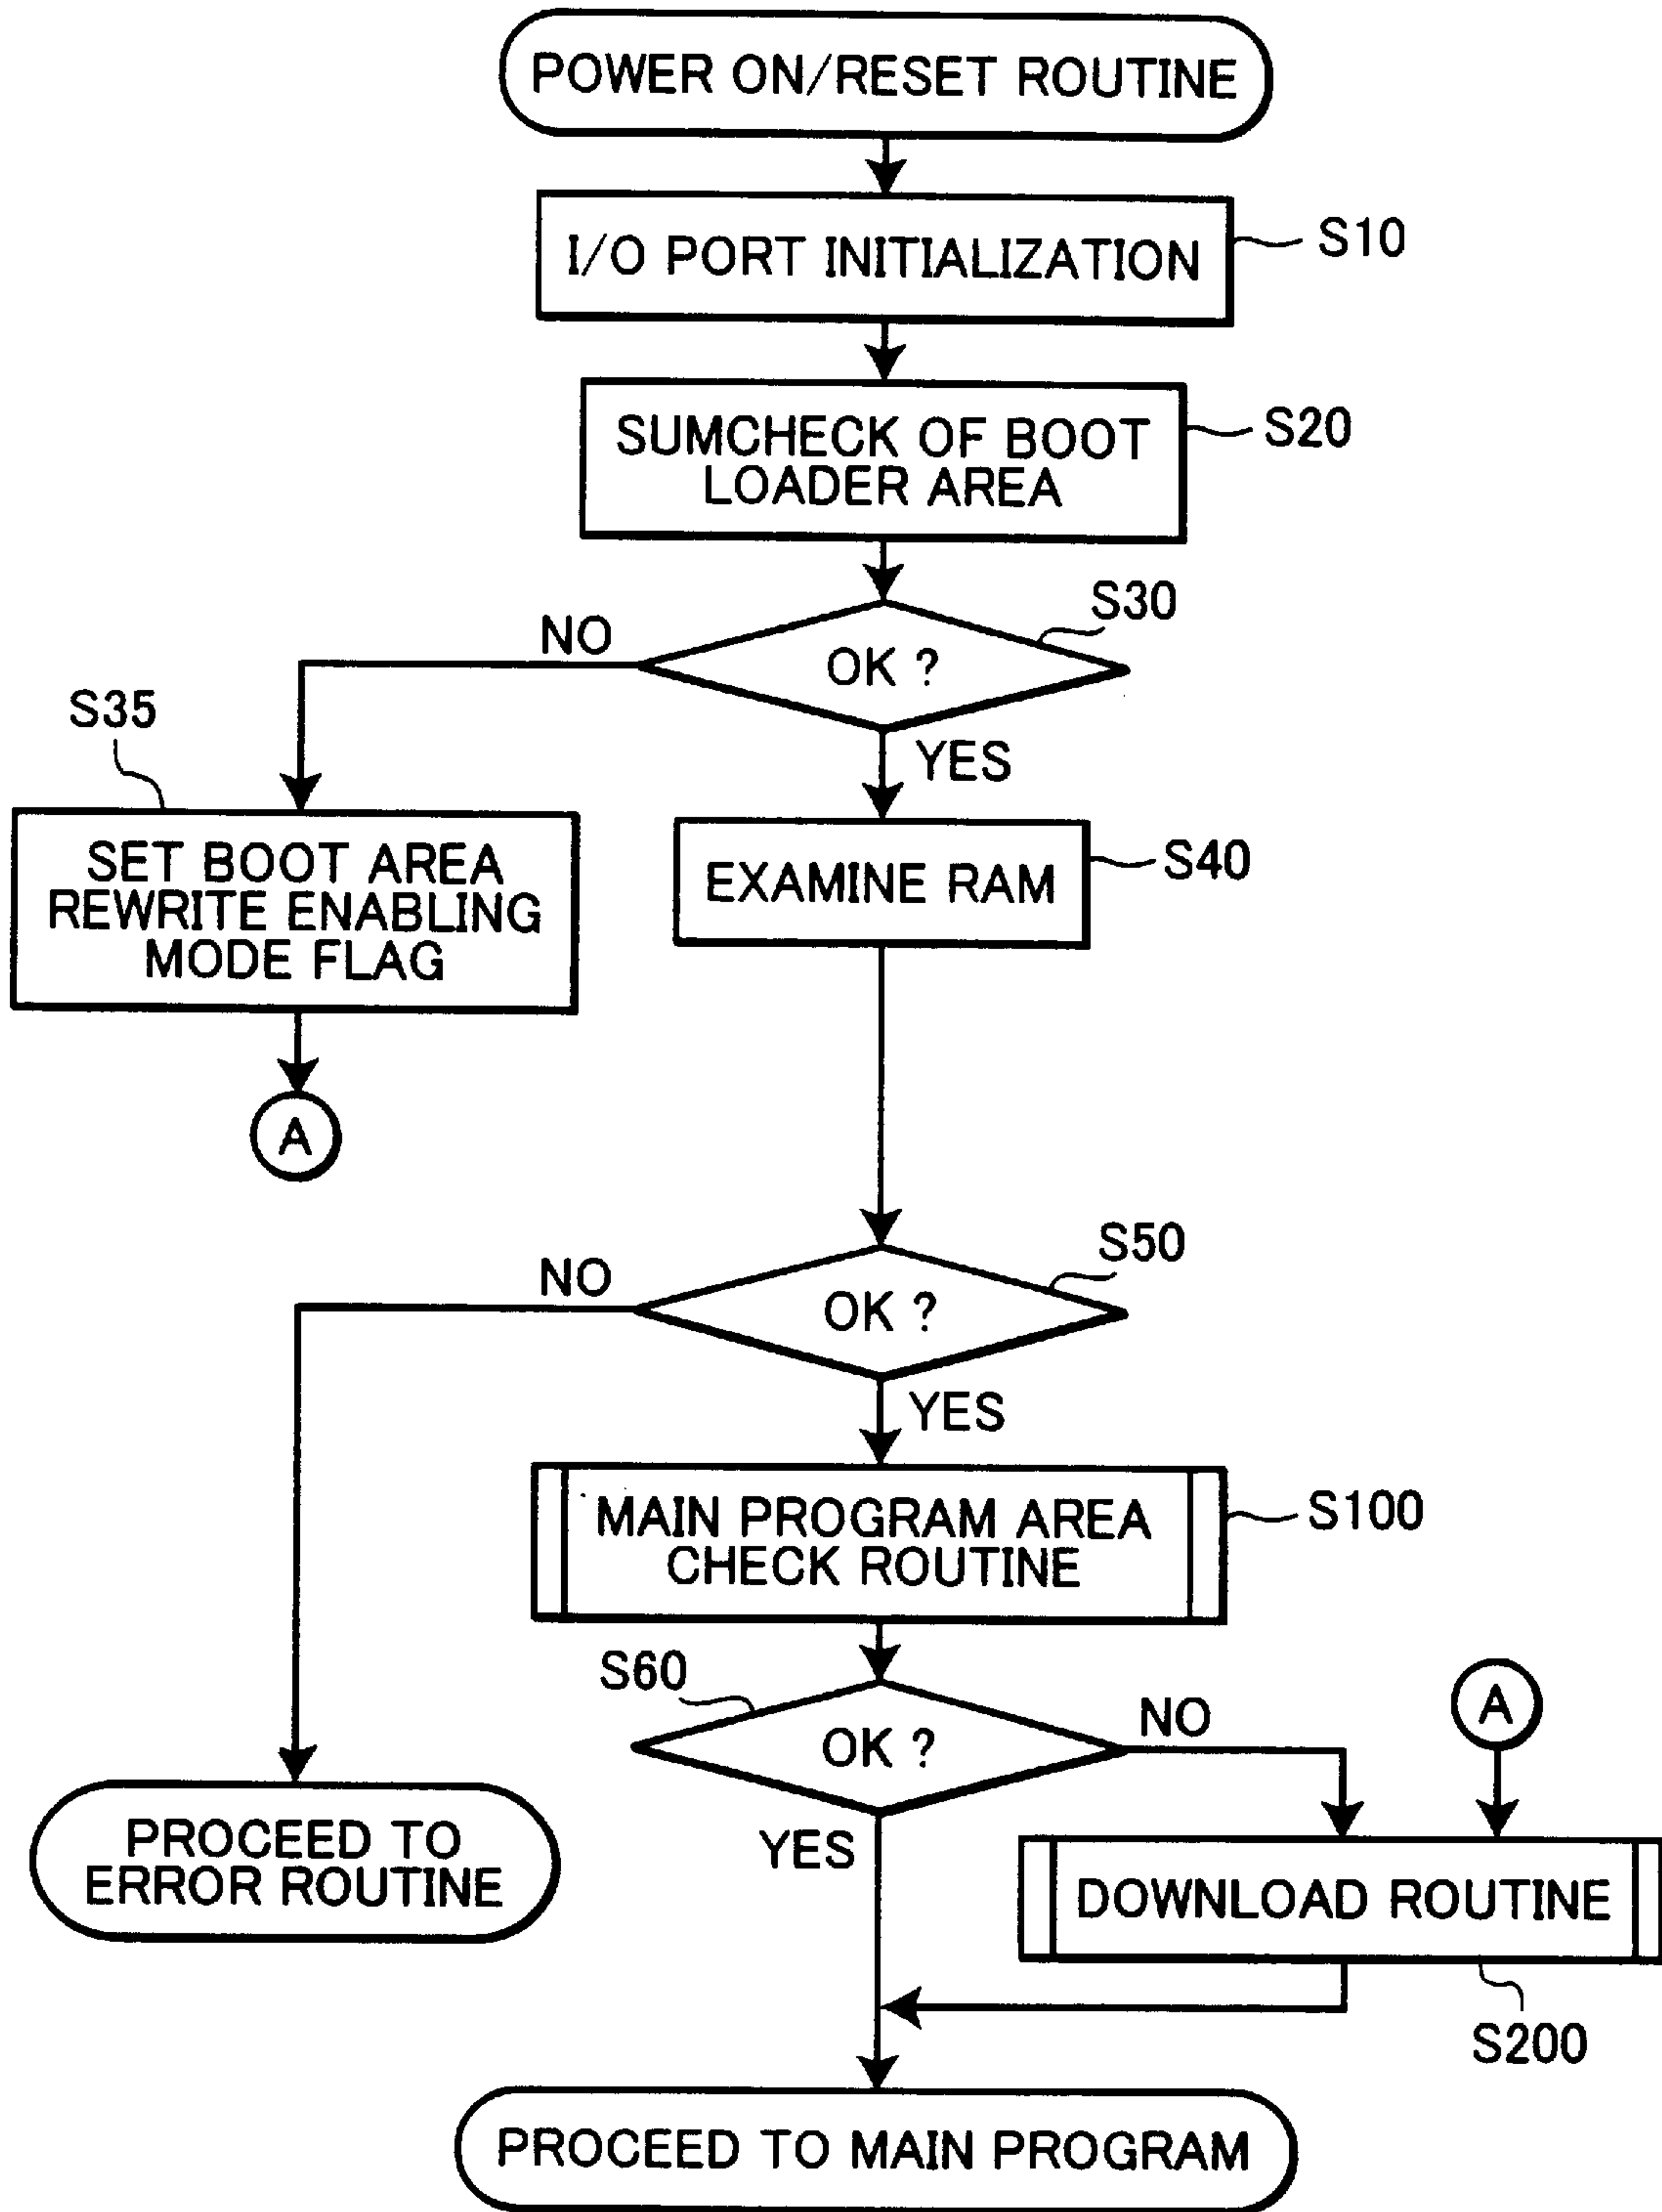 POWER ON/RESET ROUTINE
I/O PORT INITIALIZATION
S10
SUMCHECK OF BOOT
LOADER AREA
S20
S30
NO
OK ?
S35
YES
SET BOOT AREA
REWRITE ENABLING
MODE FLAG
EXAMINE RAM
S40
A
S50
NO
OK ?
YES
MAIN PROGRAM AREA
CHECK ROUTINE
S100
S60
OK ?
NO
A
YES
PROCEED TO
ERROR ROUTINE
DOWNLOAD ROUTINE
S200
PROCEED TO MAIN PROGRAM